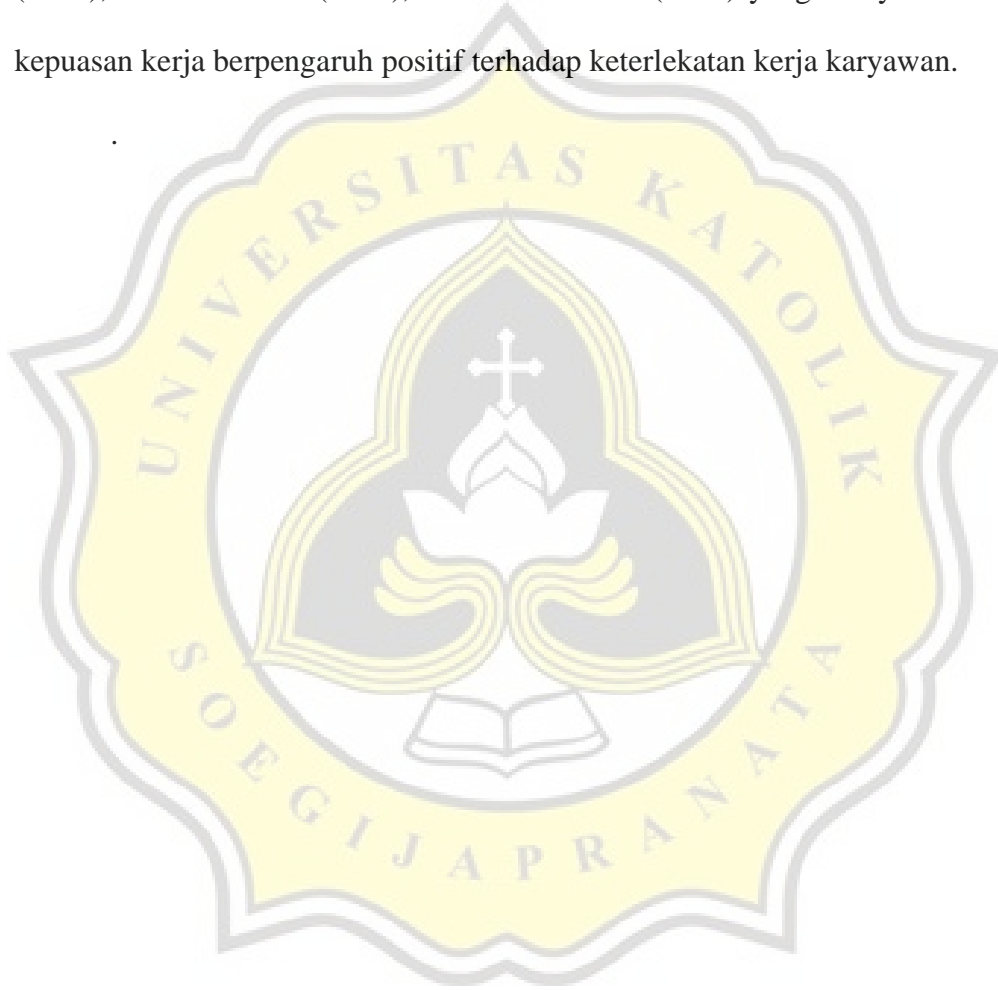 kepuasan kerja berpengaruh positif terhadap keterlekatan kerja karyawan.
.
UNIVERSITAS KATOLIK
SOEGIJAPRANATA